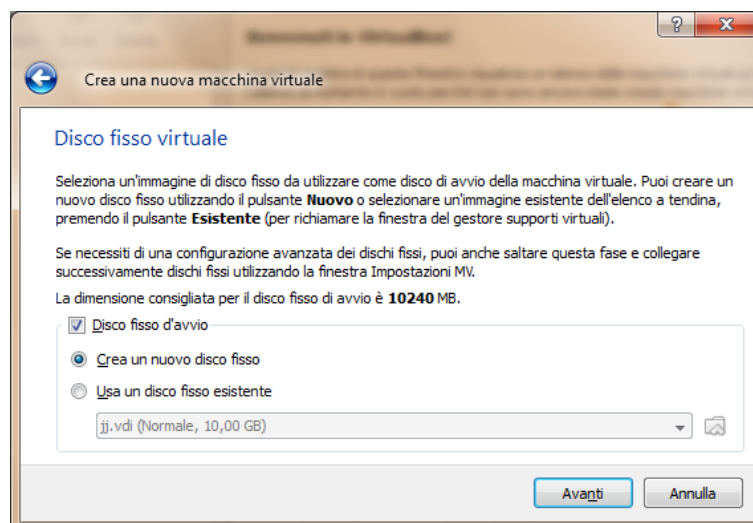 Benvenuti in VirtualBox!
?
X
Crea una nuova macchina virtuale
Disco fisso virtuale
Seleziona un'immagine di disco fisso da utilizzare come disco di avvio della macchina virtuale. Puoi creare un
nuovo disco fisso utilizzando il pulsante Nuovo o selezionare un'immagine esistente dell'elenco a tendina,
premendo il pulsante Esistente (per richiamare la finestra del gestore supporti virtuali).
Se necessiti di una configurazione avanzata dei dischi fissi, puoi anche saltare questa fase e collegare
successivamente dischi fissi utilizzando la finestra Impostazioni MV.
La dimensione consigliata per il disco fisso di avvio è 10240 MB.
Disco fisso d'avvio
Crea un nuovo disco fisso
Usa un disco fisso esistente
jj.vdi (Normale, 10,00 GB)
Avanti
Annulla